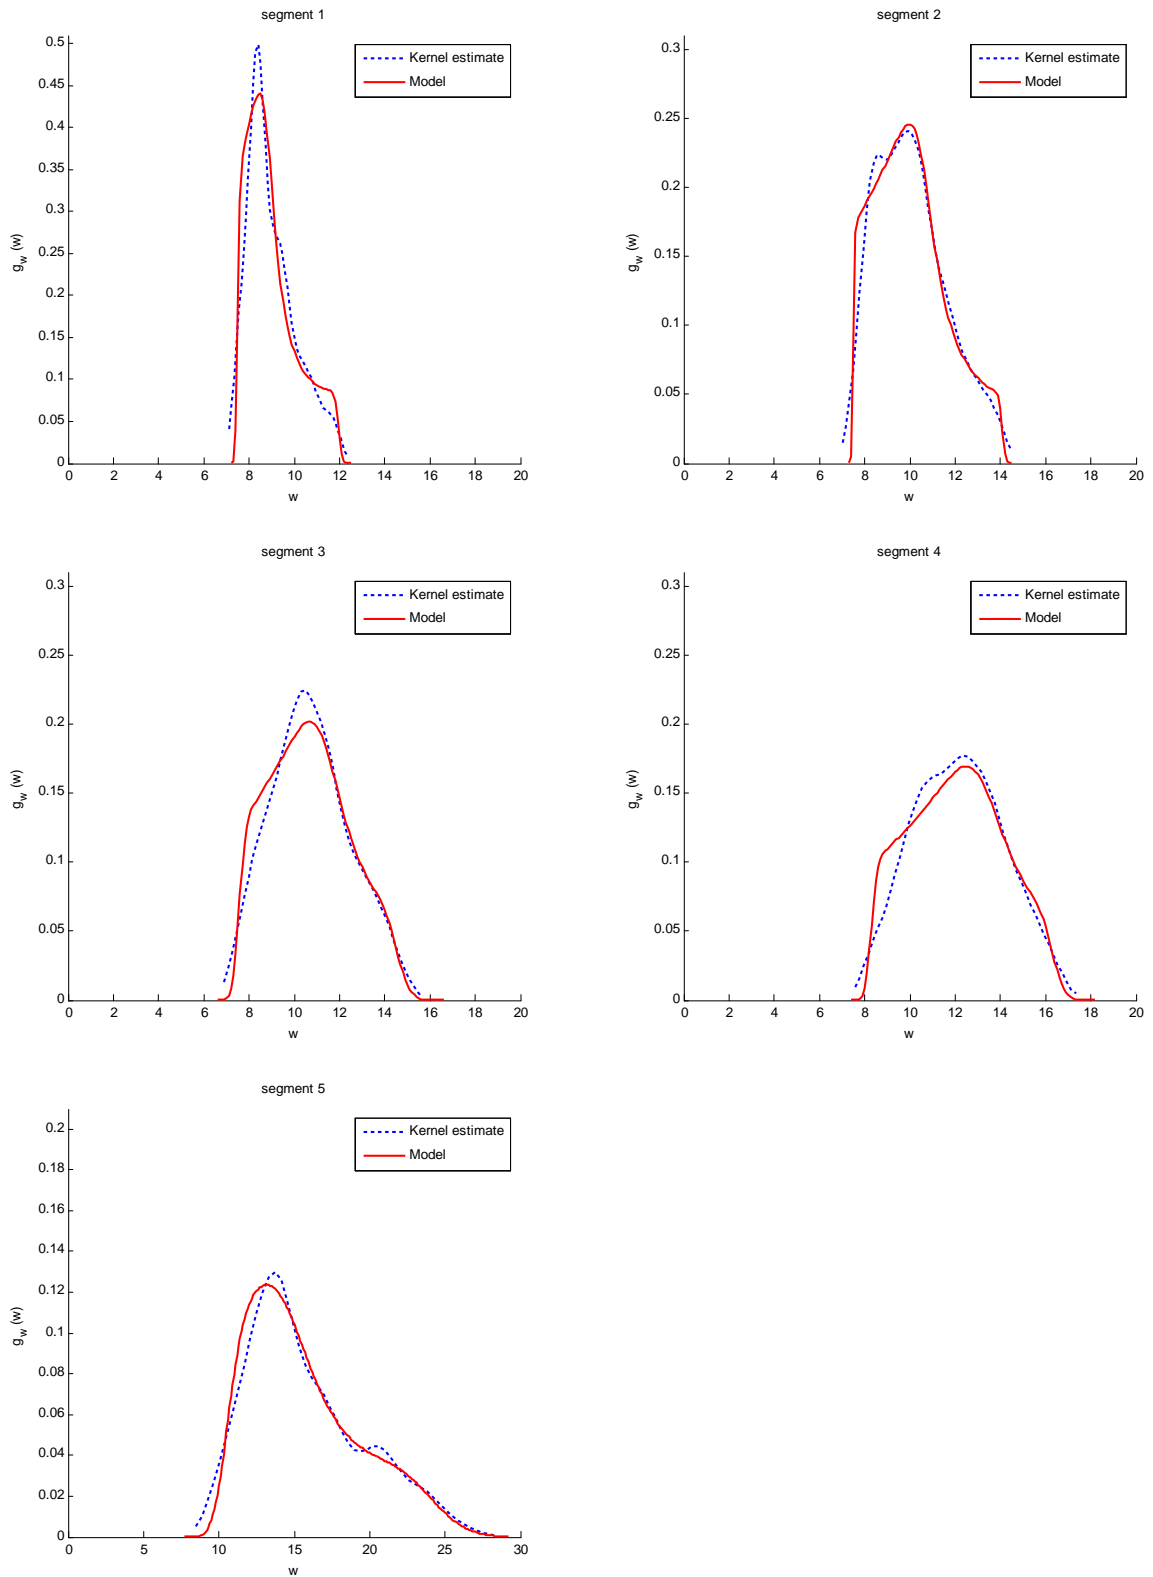 segment 1
0.5
0.45
0.4
0.35
0.3
0.25
0.2
0.15
0.1
0.05
0
g_w (w)
0 2 4 6 8 10 12 14 16 18 20
w
Kernel estimate
Model
segment 2
0.3
0.25
0.2
0.15
0.1
0.05
0
g_w (w)
0 2 4 6 8 10 12 14 16 18 20
w
Kernel estimate
Model
segment 3
0.3
0.25
0.2
0.15
0.1
0.05
0
g_w (w)
0 2 4 6 8 10 12 14 16 18 20
w
Kernel estimate
Model
segment 4
0.3
0.25
0.2
0.15
0.1
0.05
0
g_w (w)
0 2 4 6 8 10 12 14 16 18 20
w
Kernel estimate
Model
segment 5
0.2
0.18
0.16
0.14
0.12
0.1
0.08
0.06
0.04
0.02
0
g_w (w)
0 5 10 15 20 25 30
w
Kernel estimate
Model